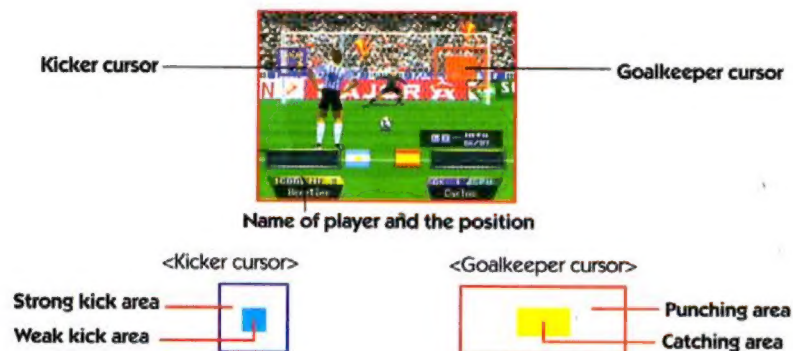 Kicker cursor
Goalkeeper cursor
Name of player and the position
<Kicker cursor>
<Goalkeeper cursor>
Strong kick area
Weak kick area
Punching area
Catching area